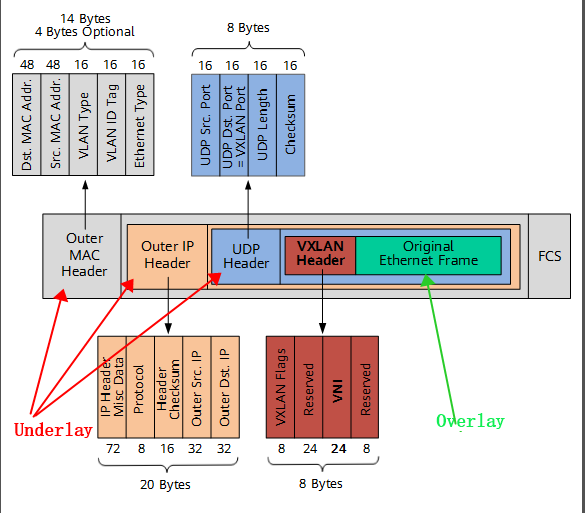 14 Bytes
4 Bytes Optional
8 Bytes
48 48 16 16 16
16 16 16 16
Dst. MAC Addr.
Src. MAC Addr.
VLAN Type
VLAN ID Tag
Ethernet Type
UDP Src. Port
UDP Dst. Port
= VXLAN Port
UDP Length
Checksum
Outer
MAC
Header
Outer IP
Header
UDP
Header
VXLAN
Header
Original
Ethernet Frame
FCS
IP Header
Misc Data
Protocol
Header
Checksum
Outer Src. IP
Outer Dst. IP
VXLAN Flags
Reserved
VNI
Reserved
Underlay
Overlay
72 8 16 32 32
8 24 24 8
20 Bytes
8 Bytes